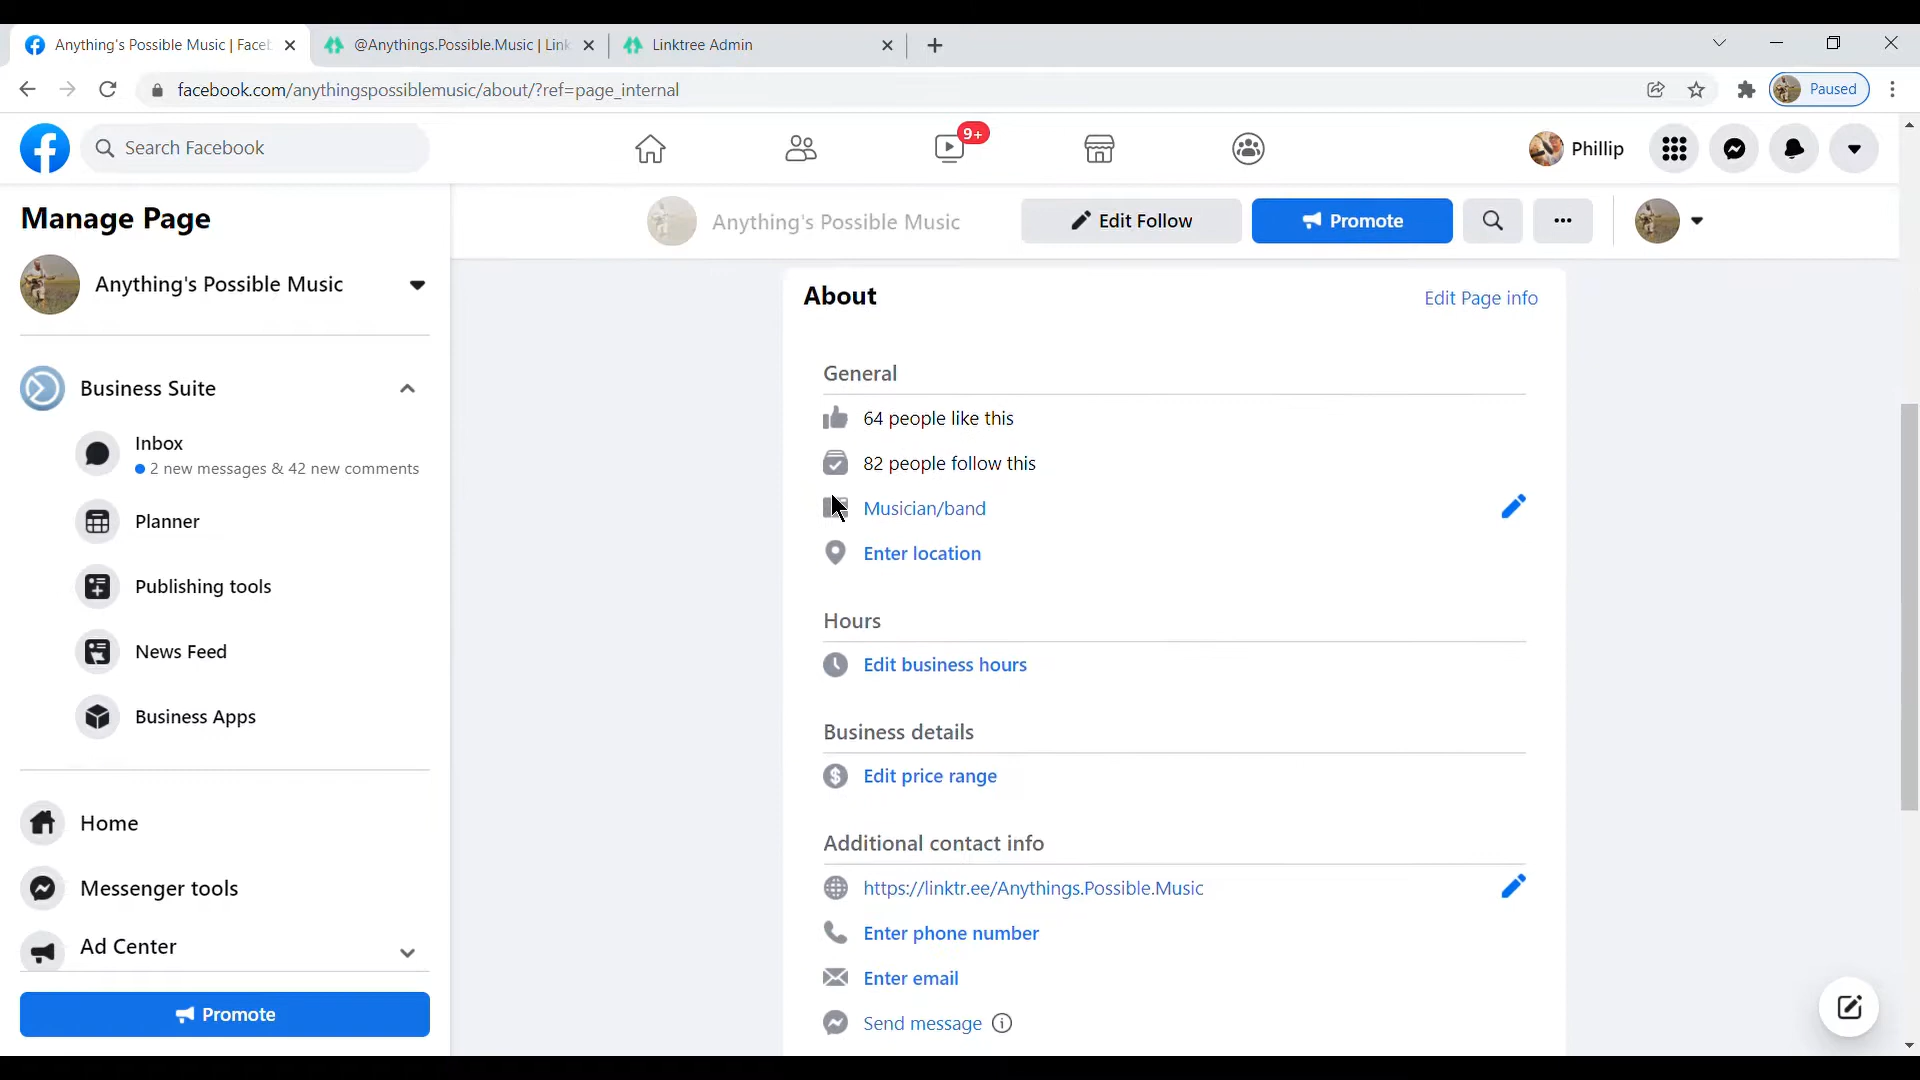 Anything's Possible Music | Faceb
@Anythings.Possible.Music | Link
Linktree Admin
facebook.com/anythingspossiblemusic/about/?ref=page_internal
Paused
Search Facebook
9+
Phillip
Manage Page
Anything's Possible Music
Edit Follow
Promote
Anything's Possible Music
Business Suite
Inbox
2 new messages & 42 new comments
Planner
Publishing tools
News Feed
Business Apps
Home
Messenger tools
Ad Center
Promote
About
Edit Page info
General
64 people like this
82 people follow this
Musician/band
Enter location
Hours
Edit business hours
Business details
Edit price range
Additional contact info
https://linktr.ee/Anythings.Possible.Music
Enter phone number
Enter email
Send message